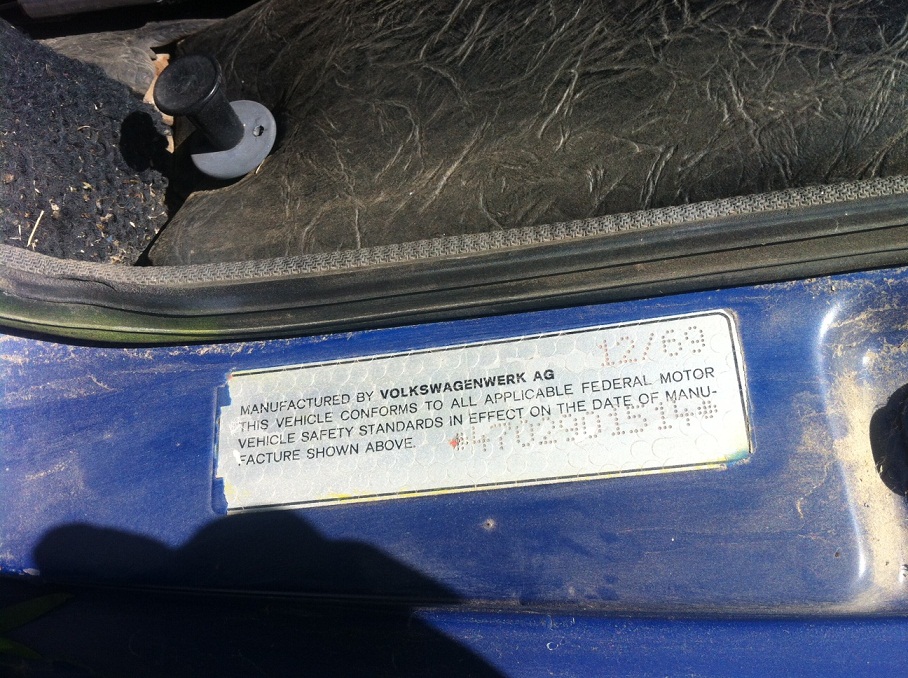 12/69
MANUFACTURED BY VOLKSWAGENWERK AG
THIS VEHICLE CONFORMS TO ALL APPLICABLE FEDERAL MOTOR
VEHICLE SAFETY STANDARDS IN EFFECT ON THE DATE OF MANU-
FACTURE SHOWN ABOVE. #4702901514#